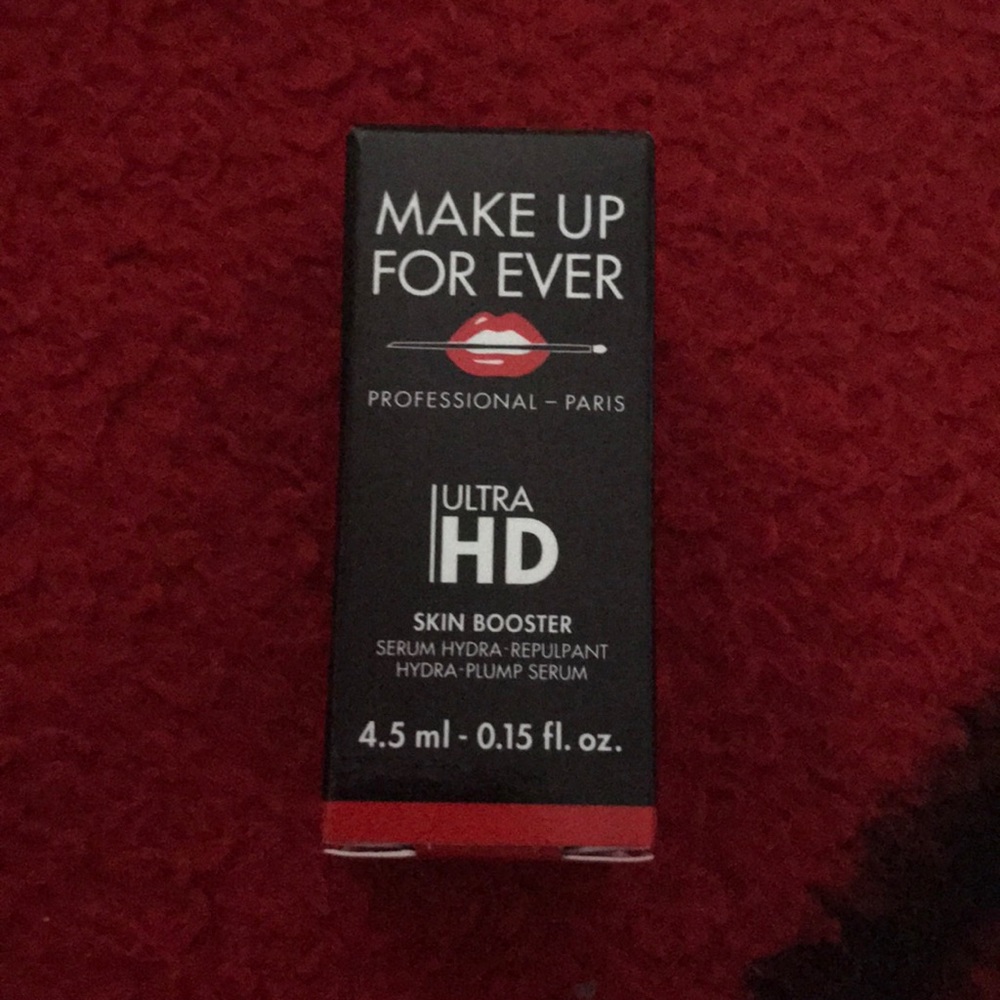 MAKE UP
FOR EVER
PROFESSIONAL – PARIS
ULTRA
HD
SKIN BOOSTER
SERUM HYDRA-REPULPANT
HYDRA-PLUMP SERUM
4.5 ml - 0.15 fl. oz.